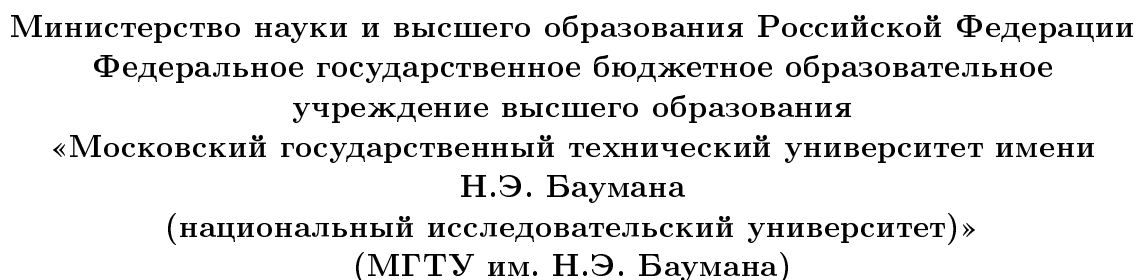 Министерство науки и высшего образования Российской Федерации
Федеральное государственное бюджетное образовательное
учреждение высшего образования
«Московский государственный технический университет имени
Н.Э. Баумана
(национальный исследовательский университет)»
(МГТУ им. Н.Э. Баумана)